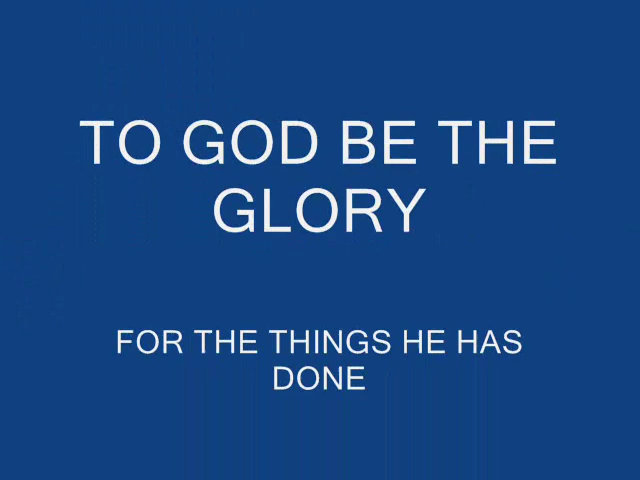 TO GOD BE THE
GLORY
FOR THE THINGS HE HAS
DONE